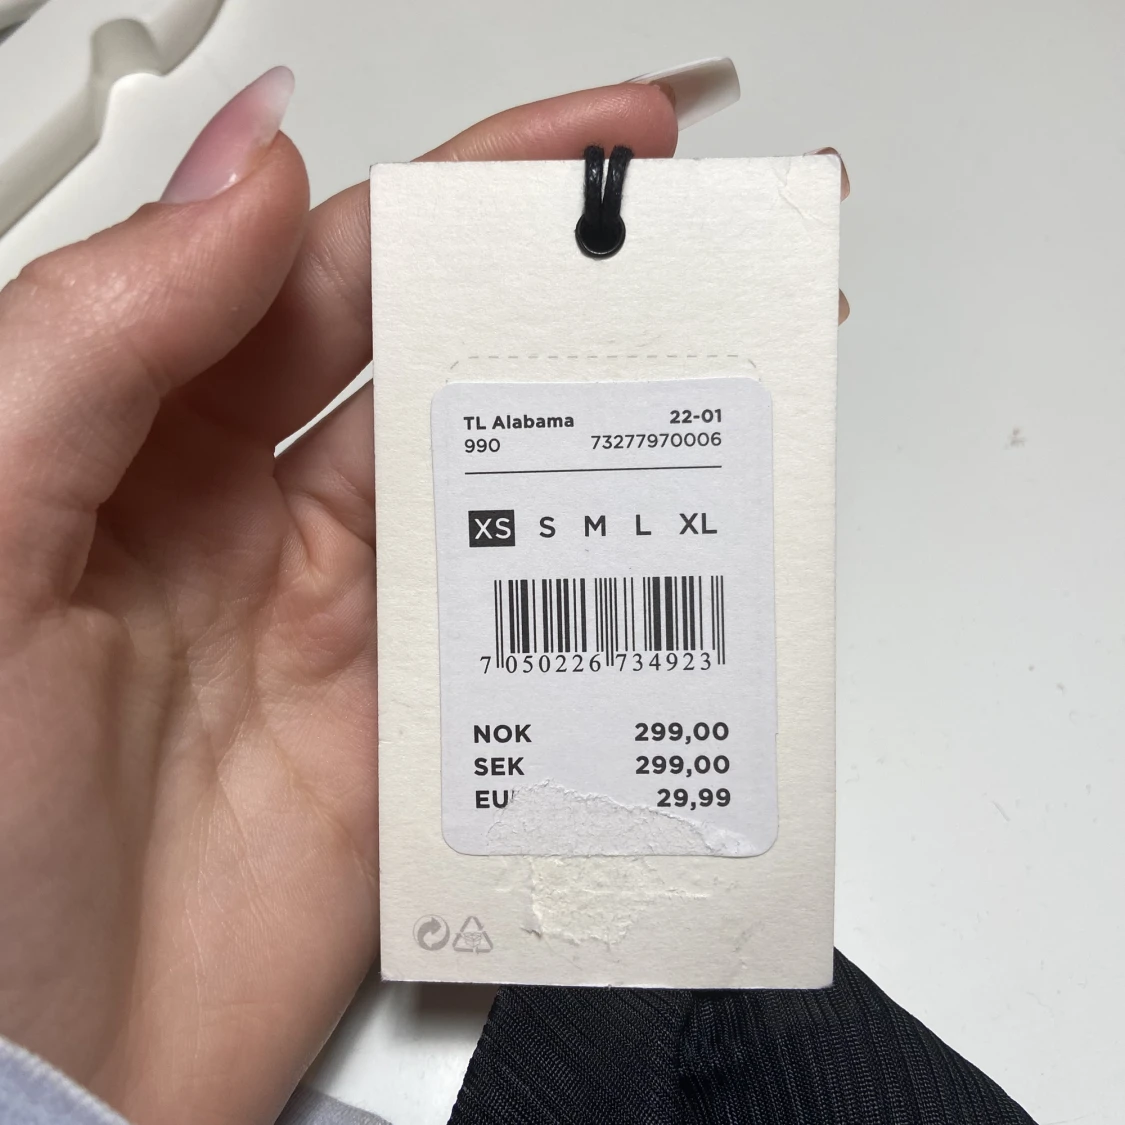 TL Alabama 22-01
990 73277970006
XS S M L XL
7 050226 734923
NOK 299,00
SEK 299,00
EU 29,99